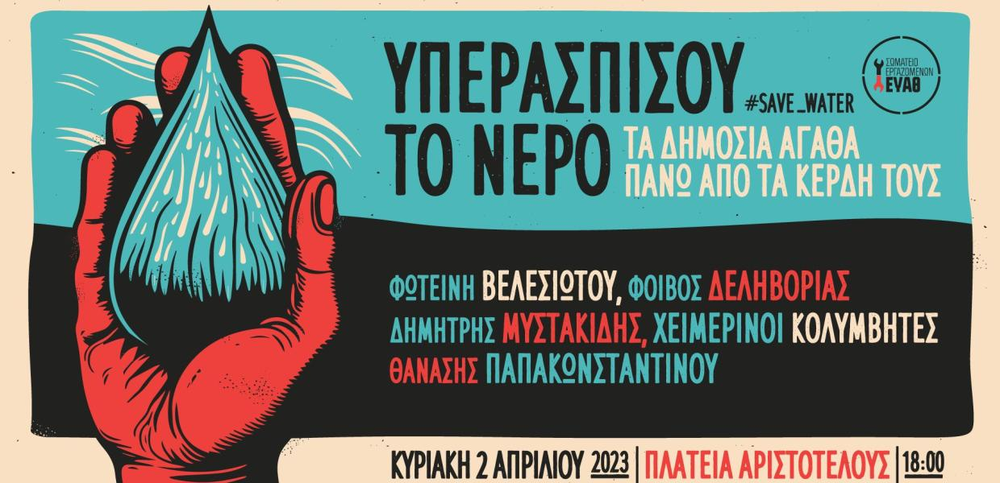 ΥΠΕΡΑΣΠΙΣΟΥ
#SAVE_WATER
ΣΩΜΑΤΕΙΟ
ΕΡΓΑΖΟΜΕΝΩΝ
ΕΥΑΘ
ΤΟ ΝΕΡΟ
ΤΑ ΔΗΜΟΣΙΑ ΑΓΑΘΑ
ΠΑΝΩ ΑΠΟ ΤΑ ΚΕΡΔΗ ΤΟΥΣ
ΦΩΤΕΙΝΗ ΒΕΛΕΣΙΩΤΟΥ, ΦΟΙΒΟΣ ΔΕΛΗΒΟΡΙΑΣ
ΔΗΜΗΤΡΗΣ ΜΥΣΤΑΚΙΔΗΣ, ΧΕΙΜΕΡΙΝΟΙ ΚΟΛΥΜΒΗΤΕΣ
ΘΑΝΑΣΗΣ ΠΑΠΑΚΩΝΣΤΑΝΤΙΝΟΥ
ΚΥΡΙΑΚΗ 2 ΑΠΡΙΛΙΟΥ 2023 | ΠΛΑΤΕΙΑ ΑΡΙΣΤΟΤΕΛΟΥΣ | 18:00